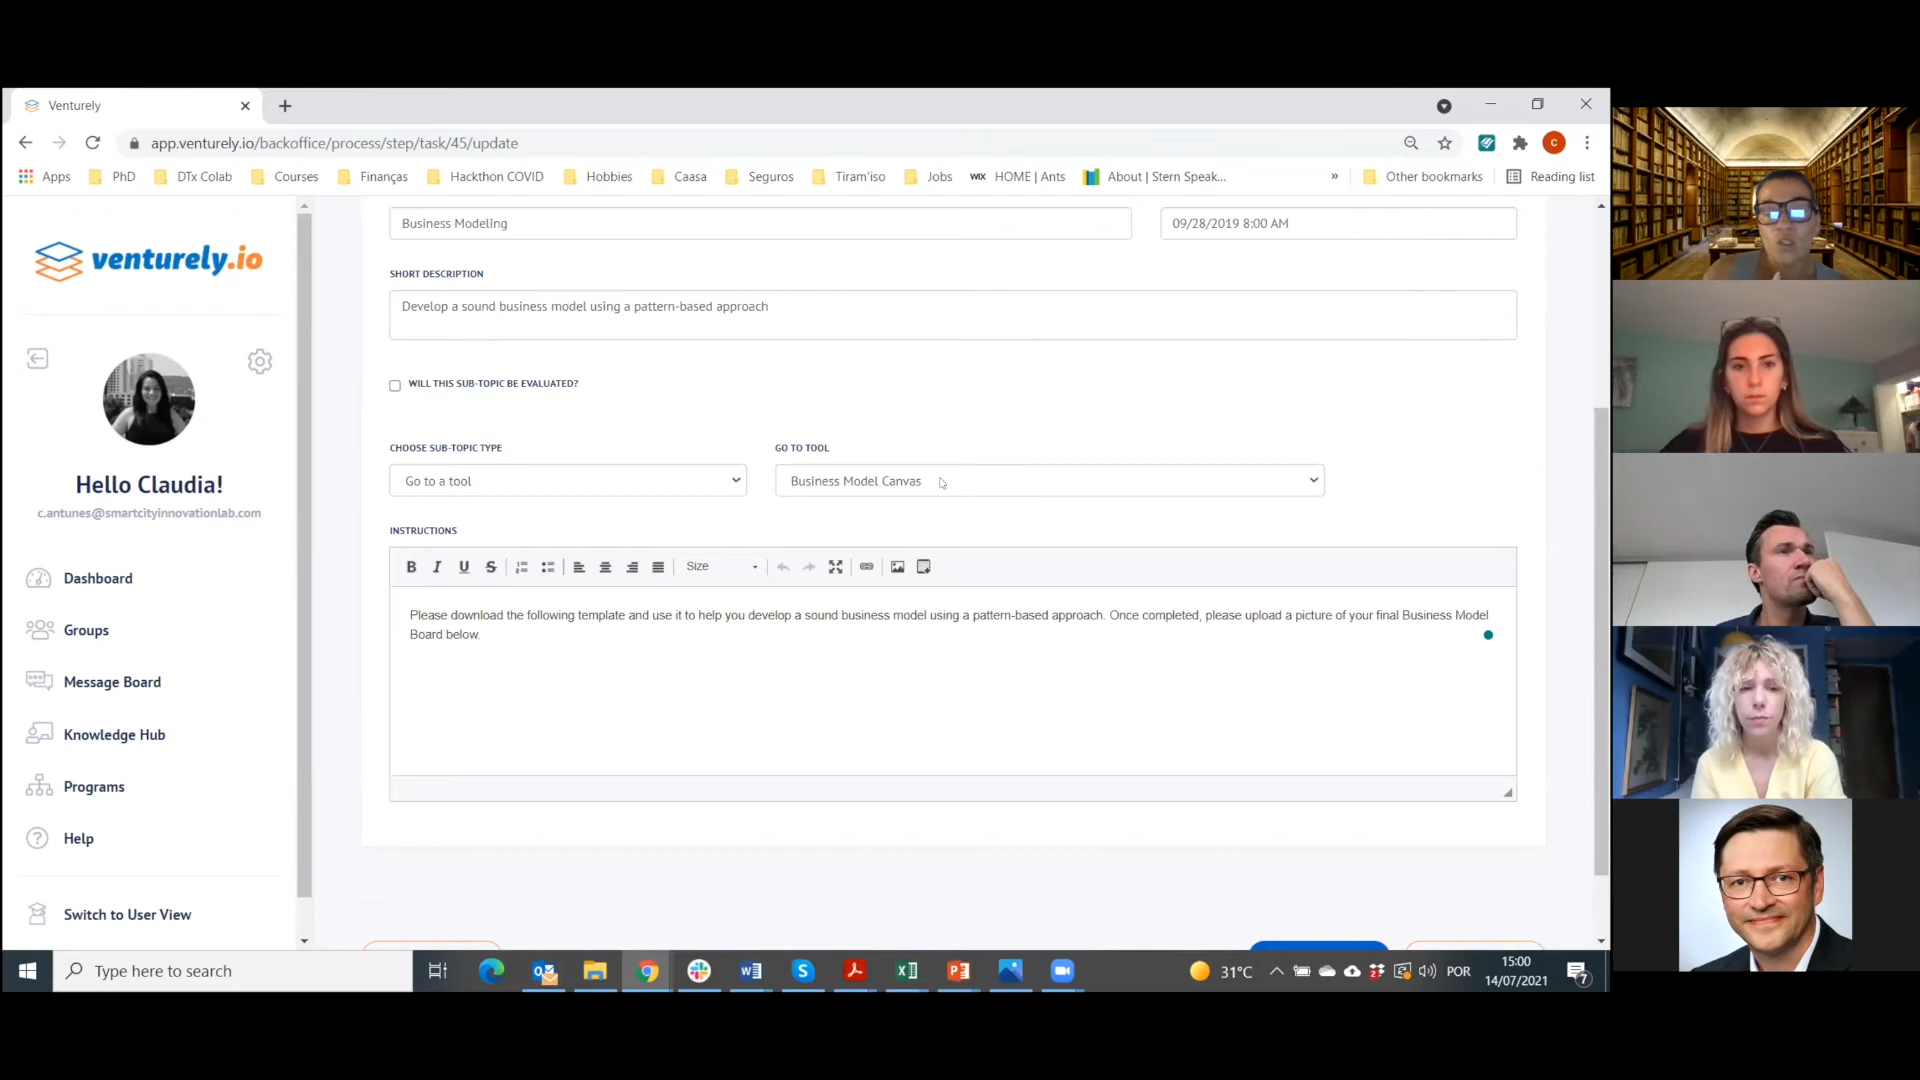 Venturely
app.venturely.io/backoffice/process/step/task/45/update
Apps PhD DTx Colab Courses Finanças Hackthon COVID Hobbies Caasa Seguros Tiram'iso Jobs WIX HOME | Ants About | Stern Speak... » Other bookmarks Reading list
venturely.io
Hello Claudia!
c.antunes@smartcityinnovationlab.com
Dashboard
Groups
Message Board
Knowledge Hub
Programs
Help
Switch to User View
Business Modeling 09/28/2019 8:00 AM
SHORT DESCRIPTION
Develop a sound business model using a pattern-based approach
WILL THIS SUB-TOPIC BE EVALUATED?
CHOOSE SUB-TOPIC TYPE GO TO TOOL
Go to a tool Business Model Canvas
INSTRUCTIONS
B I U S Size
Please download the following template and use it to help you develop a sound business model using a pattern-based approach. Once completed, please upload a picture of your final Business Model
Board below.
Type here to search
31°C POR 15:00
14/07/2021
7